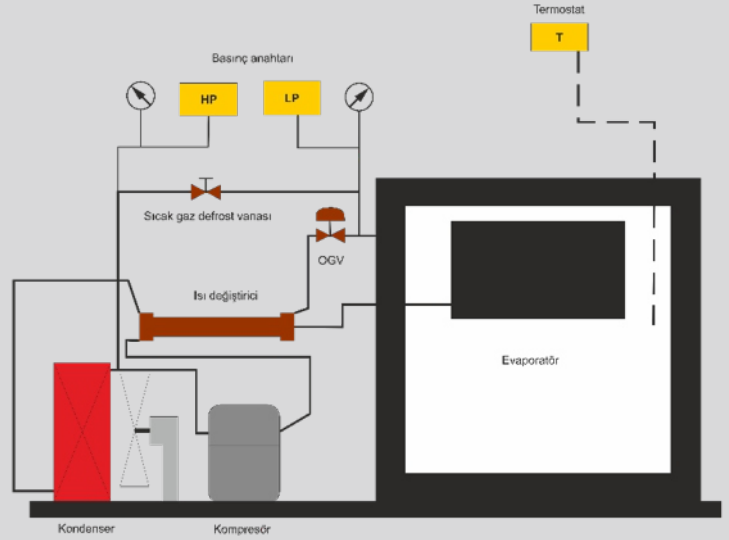 Termostat
T
Basınç anahtarı
HP
LP
Sıcak gaz defrost vanası
OGV
Isı değiştirici
Evaporatör
Kondenser
Kompresör